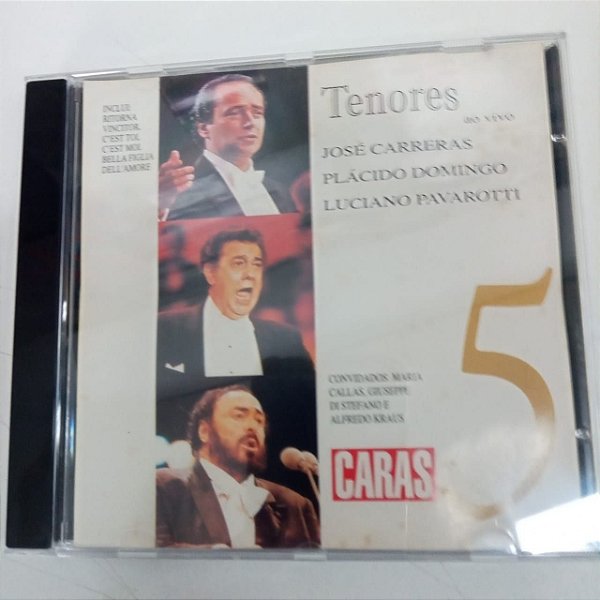 INCLUI:
RITORNA
VINCITOR,
C'EST TOI,
C'EST MOI,
BELLA FIGLIA
DELL'AMORE
Tenores
ao vivo
JOSÉ CARRERAS
PLÁCIDO DOMINGO
LUCIANO PAVAROTTI
5
CONVIDADOS: MARIA
CALLAS, GIUSEPPE
DI STEFANO E
ALFREDO KRAUS
CARAS